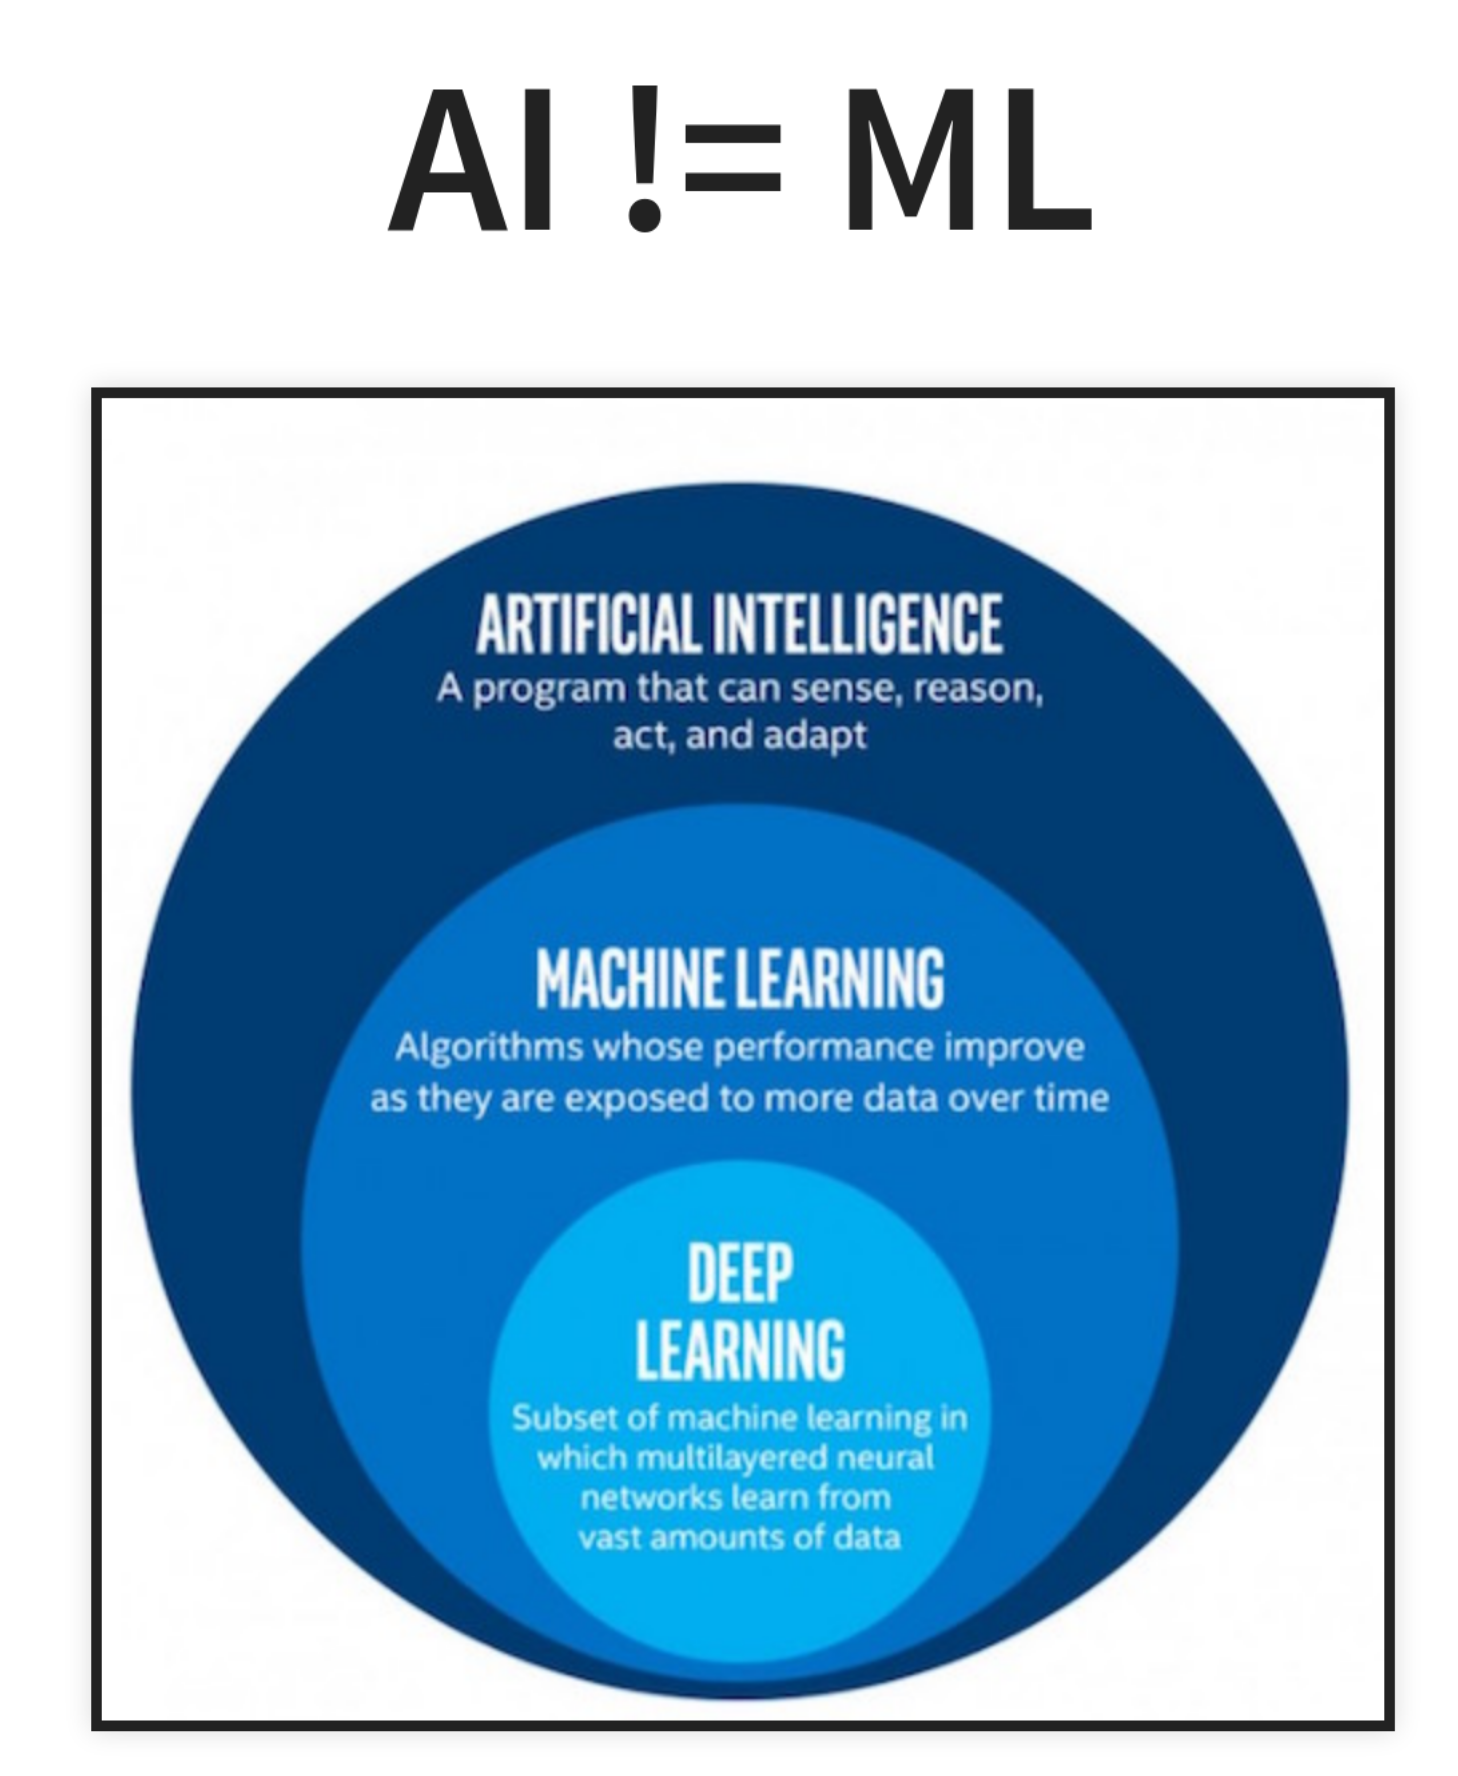 AI != ML
ARTIFICIAL INTELLIGENCE
A program that can sense, reason,
act, and adapt
MACHINE LEARNING
Algorithms whose performance improve
as they are exposed to more data over time
DEEP
LEARNING
Subset of machine learning in
which multilayered neural
networks learn from
vast amounts of data